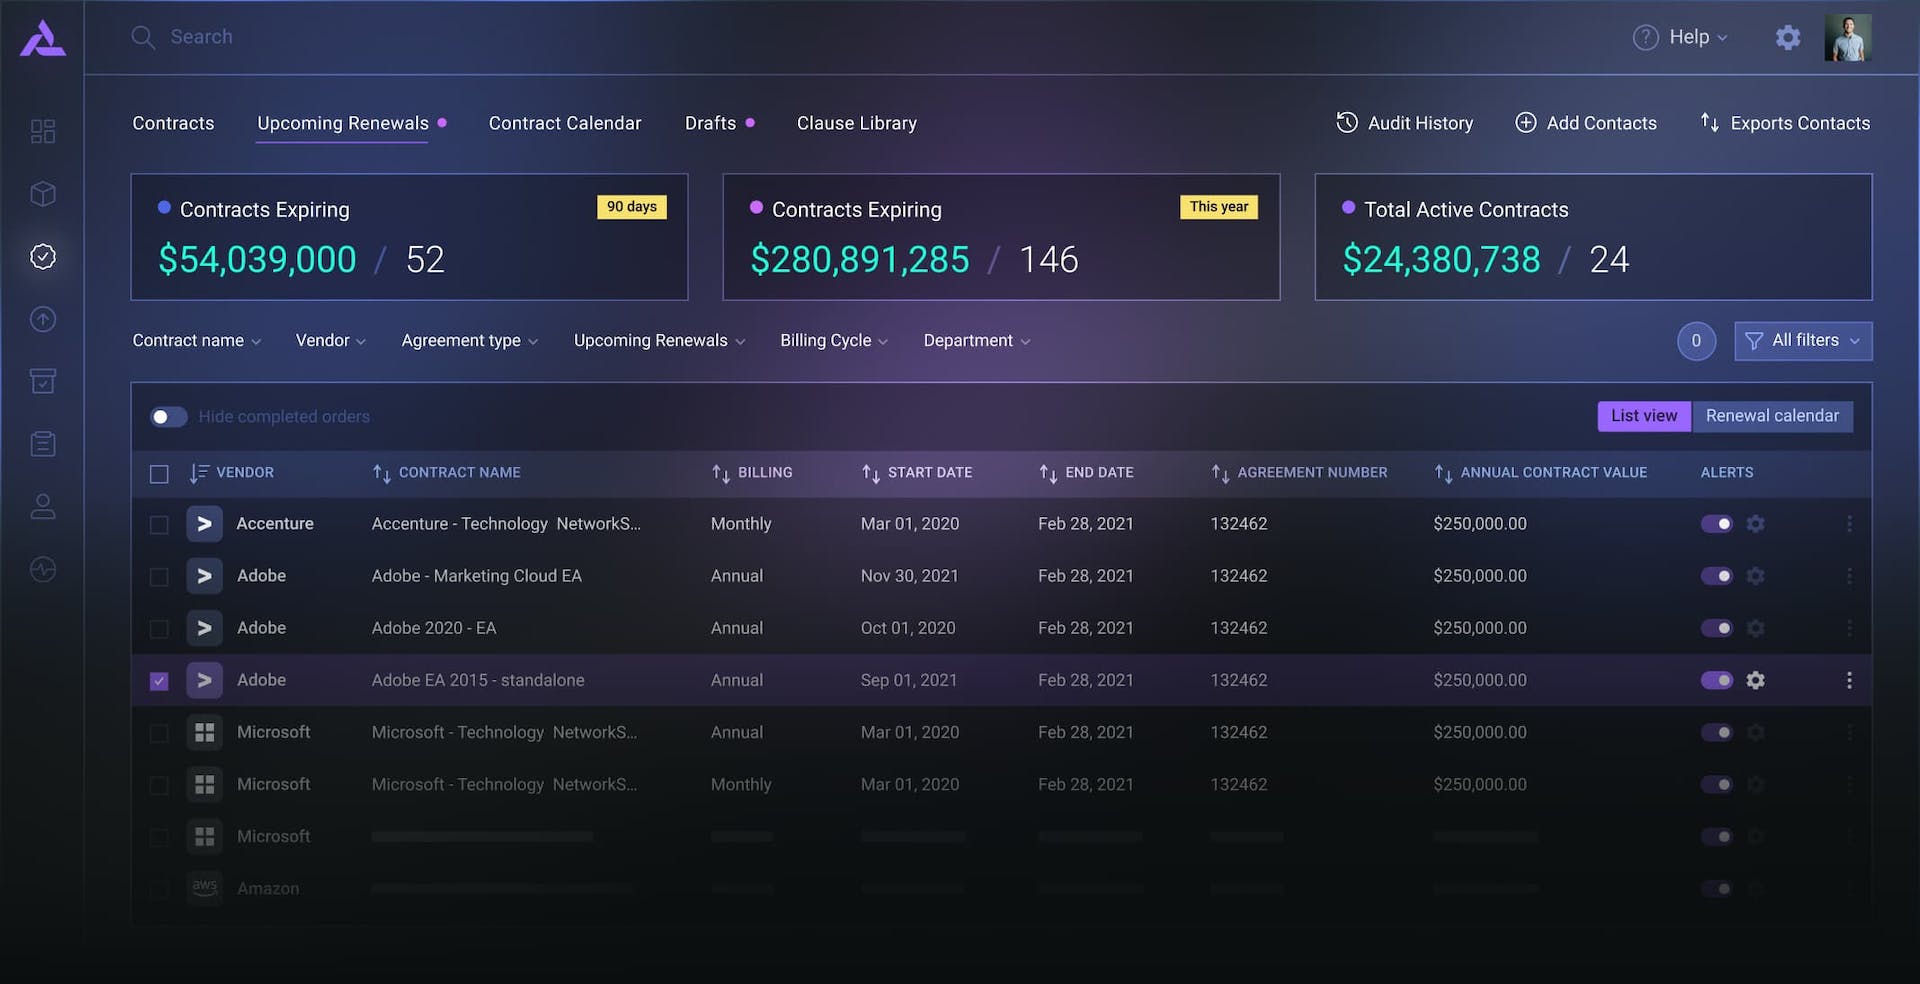 Search
? Help
Contracts Upcoming Renewals Contract Calendar Drafts Clause Library Audit History Add Contacts Exports Contacts
Contracts Expiring 90 days
$54,039,000 / 52
Contracts Expiring This year
$280,891,285 / 146
Total Active Contracts
$24,380,738 / 24
Contract name Vendor Agreement type Upcoming Renewals Billing Cycle Department 0 All filters
Hide completed orders List view Renewal calendar
VENDOR CONTRACT NAME BILLING START DATE END DATE AGREEMENT NUMBER ANNUAL CONTRACT VALUE ALERTS
> Accenture Accenture - Technology NetworkS... Monthly Mar 01, 2020 Feb 28, 2021 132462 $250,000.00
> Adobe Adobe - Marketing Cloud EA Annual Nov 30, 2021 Feb 28, 2021 132462 $250,000.00
> Adobe Adobe 2020 - EA Annual Oct 01, 2020 Feb 28, 2021 132462 $250,000.00
> Adobe Adobe EA 2015 - standalone Annual Sep 01, 2021 Feb 28, 2021 132462 $250,000.00
Microsoft Microsoft - Technology NetworkS... Annual Mar 01, 2020 Feb 28, 2021 132462 $250,000.00
Microsoft Microsoft - Technology NetworkS... Monthly Mar 01, 2020 Feb 28, 2021 132462 $250,000.00
Microsoft
aws Amazon